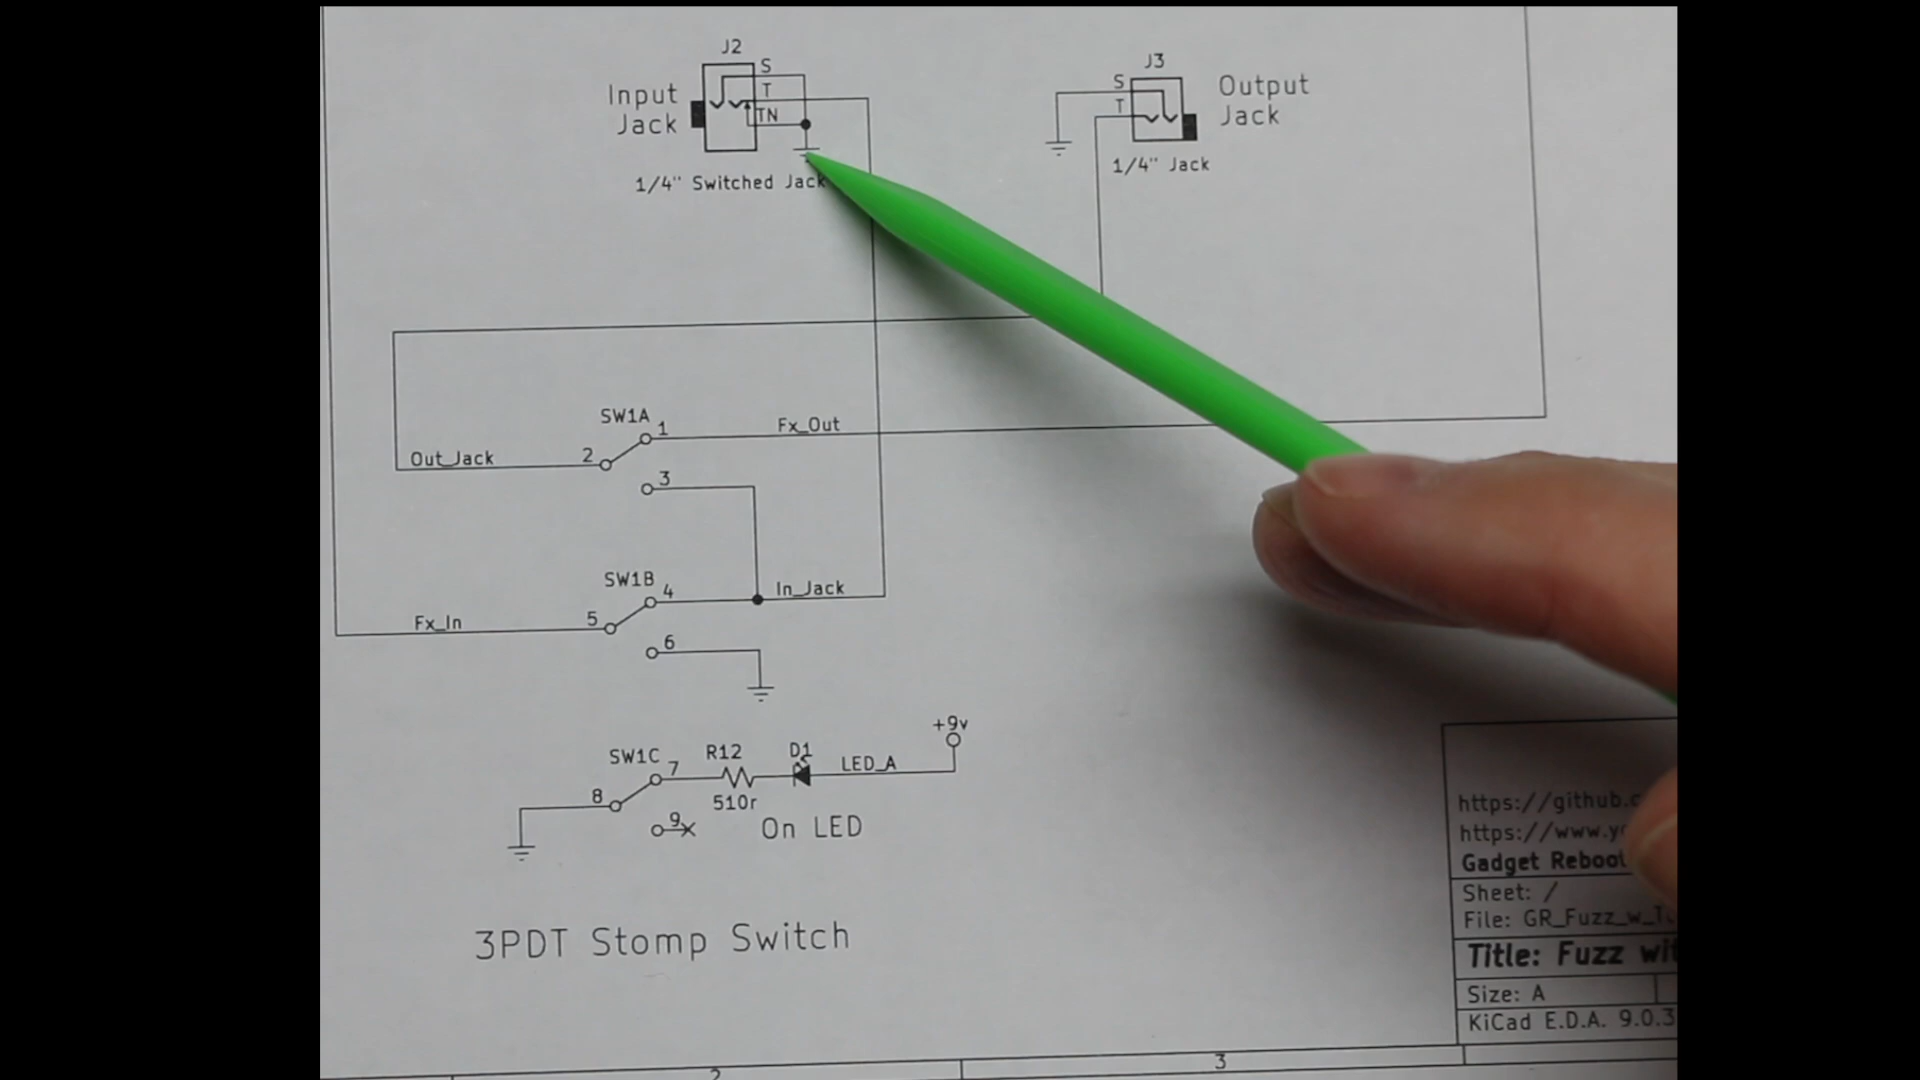 J2
S
T
TN
Input
Jack
1/4" Switched Jack
J3
S
T
Output
Jack
1/4" Jack
SW1A
1
2
3
Out_Jack
Fx_Out
SW1B
4
5
6
In_Jack
Fx_In
SW1C
7
8
9
R12
510r
D1
LED_A
+9v
On LED
3PDT Stomp Switch
https://github.c
https://www.y
Gadget Reboot
Sheet: /
File: GR_Fuzz_w_T
Title: Fuzz wit
Size: A
KiCad E.D.A. 9.0.3
2
3